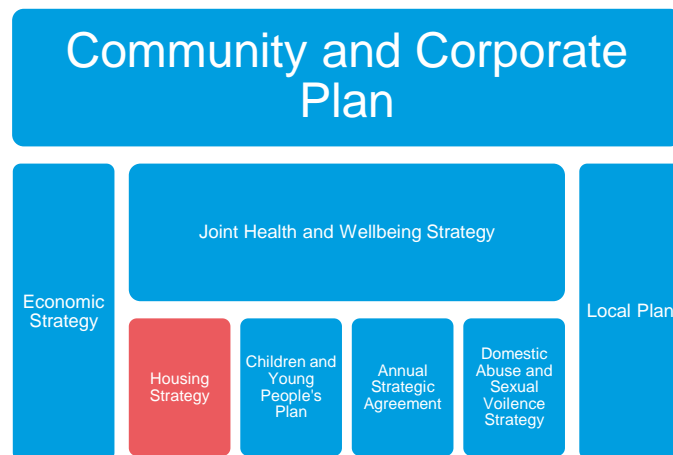 Community and Corporate
Plan
Economic
Strategy
Joint Health and Wellbeing Strategy
Local Plan
Housing
Strategy
Children and
Young
People's
Plan
Annual
Strategic
Agreement
Domestic
Abuse and
Sexual
Voilence
Strategy